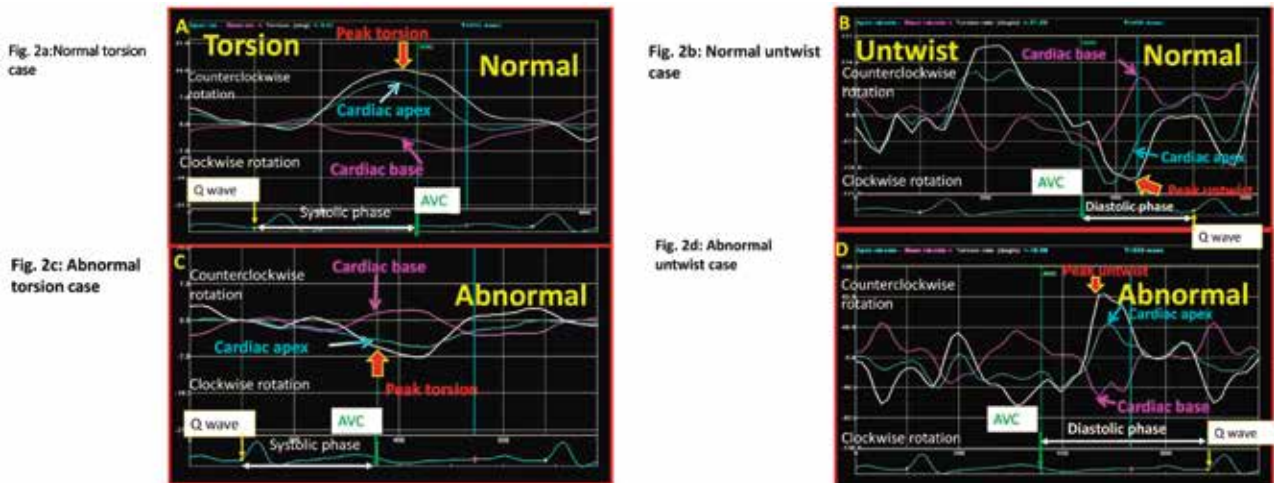 Fig. 2a:Normal torsion
case
A
Torsion
Peak torsion
Normal
Counterclockwise
rotation
Cardiac apex
Clockwise rotation
Cardiac base
Q wave
AVC
Systolic phase
Fig. 2b: Normal untwist
case
B
Untwist
Cardiac base
Normal
Counterclockwise
rotation
Cardiac apex
Clockwise rotation
AVC
Peak untwist
Diastolic phase
Q wave
Fig. 2c: Abnormal
torsion case
C
Cardiac base
Counterclockwise
rotation
Abnormal
Cardiac apex
Clockwise rotation
Peak torsion
AVC
Q wave
Systolic phase
Fig. 2d: Abnormal
untwist case
D
Peak untwist
Counterclockwise
rotation
Abnormal
Cardiac apex
Cardiac base
AVC
Diastolic phase
Q wave
Clockwise rotation